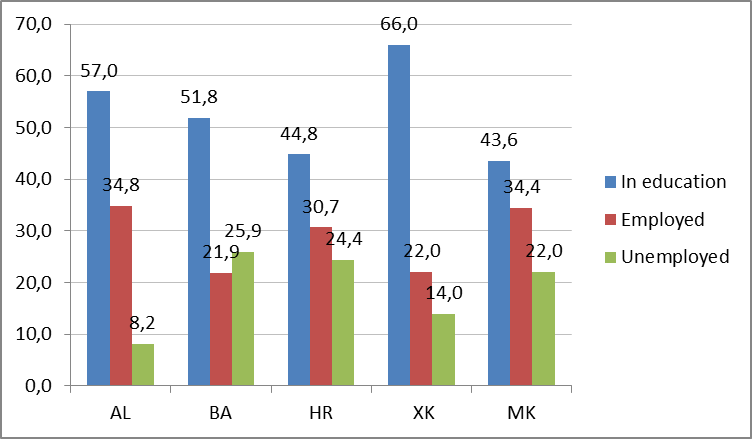 70,0
60,0
50,0
40,0
30,0
20,0
10,0
0,0
57,0
34,8
8,2
51,8
21,9
25,9
44,8
30,7
24,4
66,0
22,0
14,0
43,6
34,4
22,0
AL
BA
HR
XK
MK
In education
Employed
Unemployed